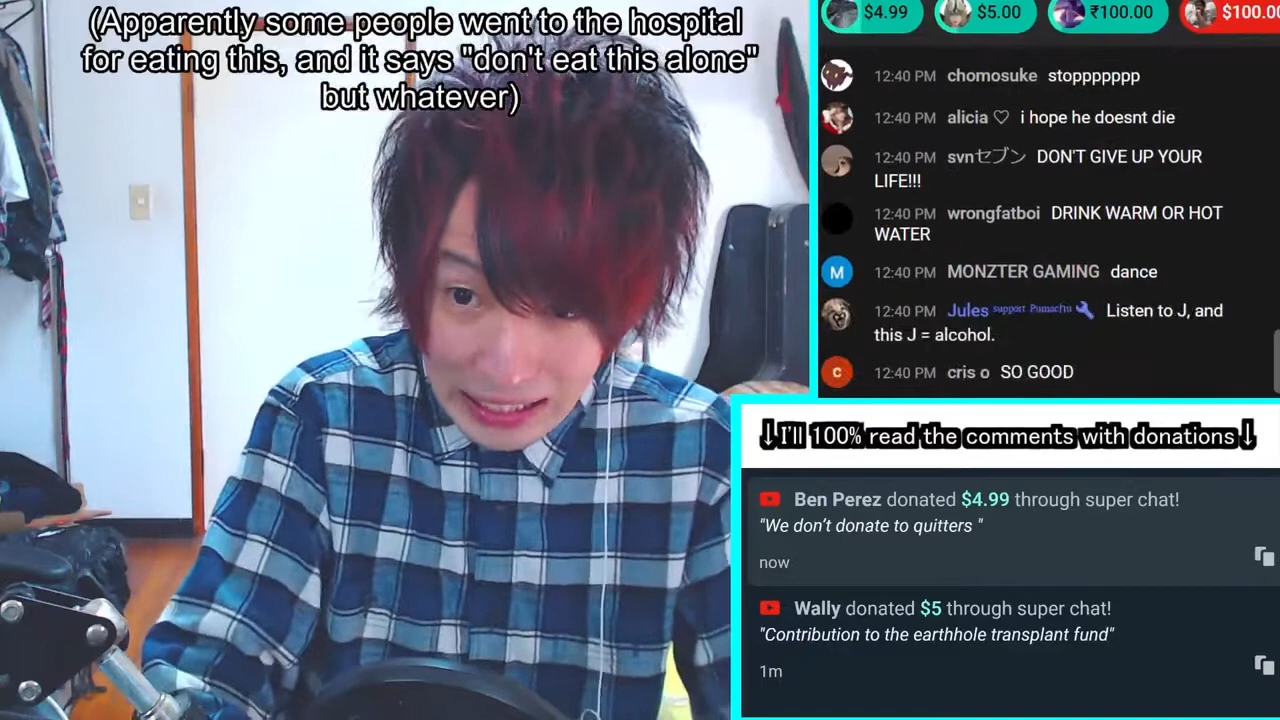 (Apparently some people went to the hospital
for eating this, and it says "don't eat this alone"
but whatever)
$4.99 $5.00 ₹100.00 $100.0
12:40 PM chomosuke stoppppppp
12:40 PM alicia ♡ i hope he doesnt die
12:40 PM svnセブン DON'T GIVE UP YOUR
LIFE!!!
12:40 PM wrongfatboi DRINK WARM OR HOT
WATER
M 12:40 PM MONZTER GAMING dance
12:40 PM Jules support Pumachu Listen to J, and
this J = alcohol.
c 12:40 PM cris o SO GOOD
↓I'll 100% read the comments with donations↓
Ben Perez donated $4.99 through super chat!
"We don't donate to quitters "
now
Wally donated $5 through super chat!
"Contribution to the earthhole transplant fund"
1m